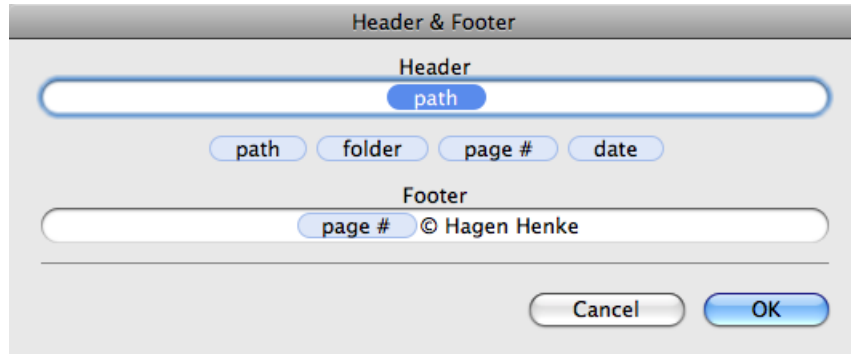 Header & Footer
Header
path
path folder page # date
Footer
page # © Hagen Henke
Cancel OK